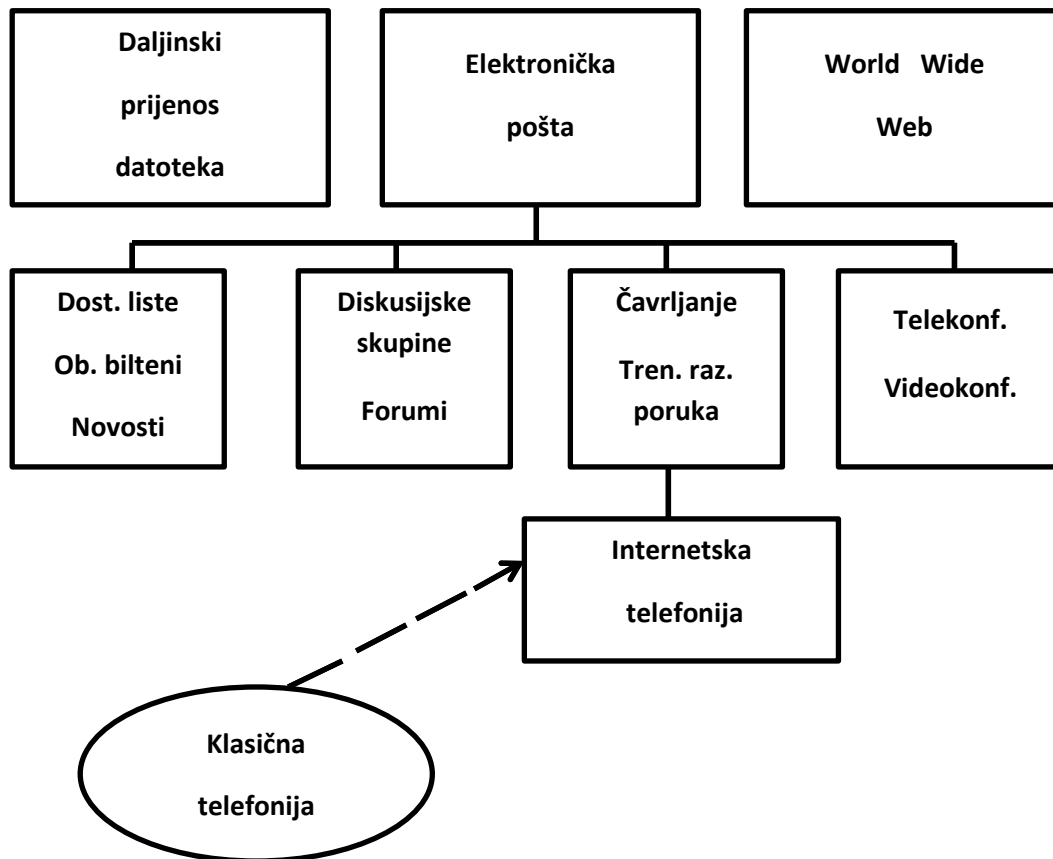 Daljinski
prijenos
datoteka
Elektronička
pošta
World Wide
Web
Dost. liste
Ob. bilteni
Novosti
Diskusijske
skupine
Forumi
Čavrljanje
Tren. raz.
poruka
Telekonf.
Videokonf.
Internetska
telefonija
Klasična
telefonija